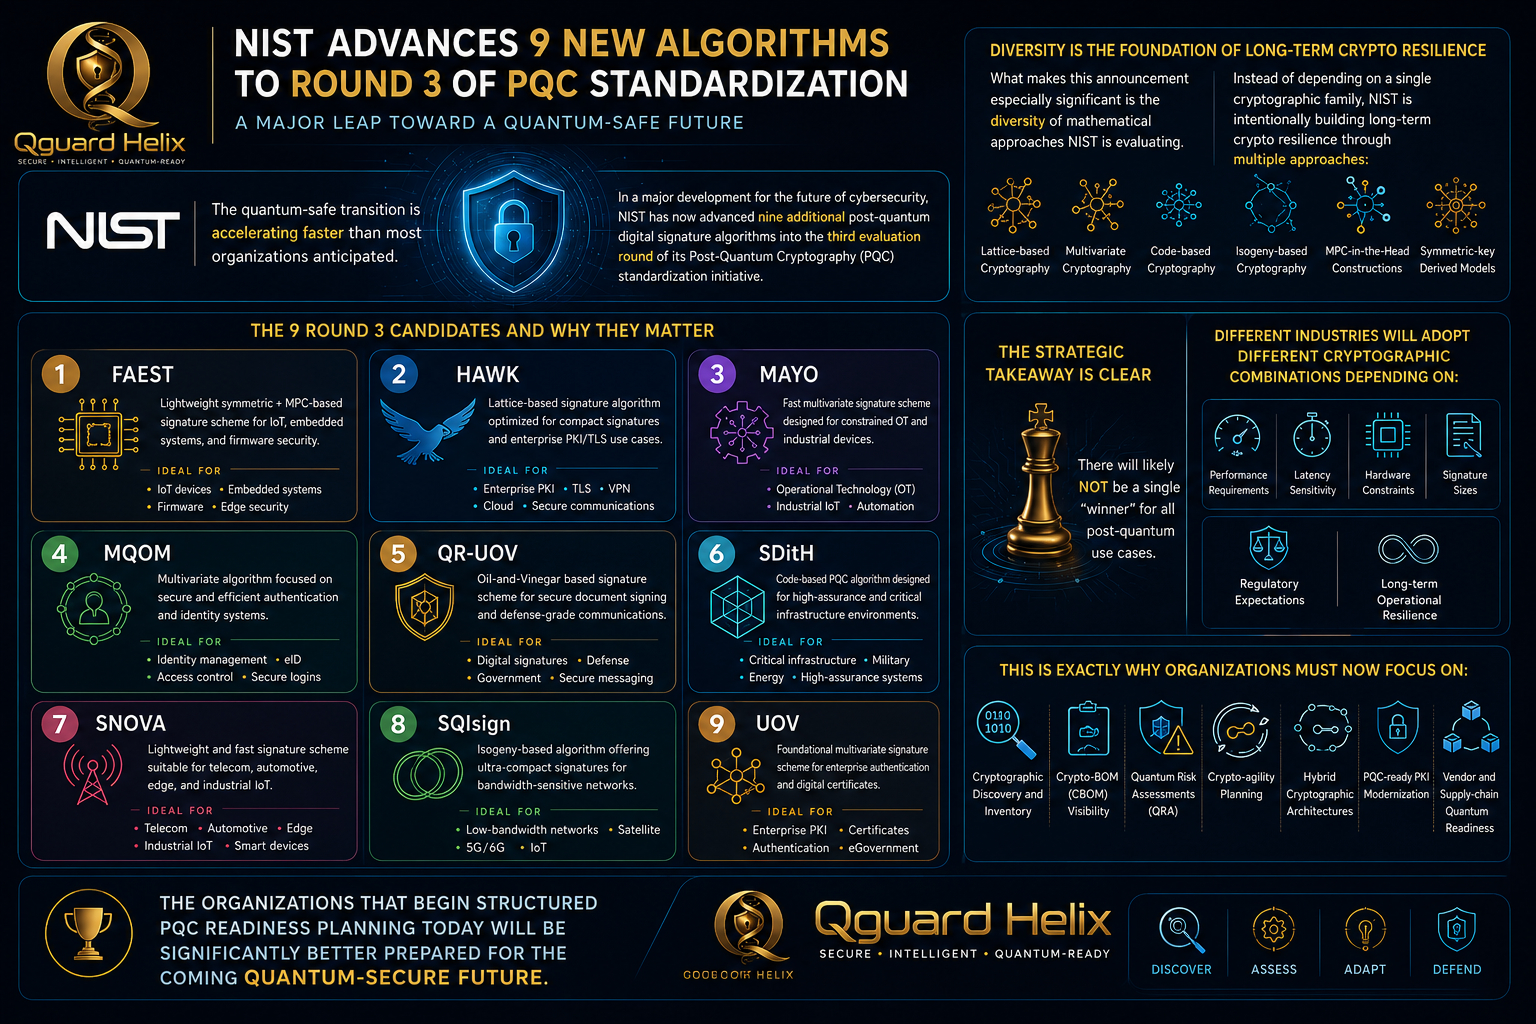 Qguard Helix
SECURE • INTELLIGENT • QUANTUM-READY
NIST ADVANCES 9 NEW ALGORITHMS
TO ROUND 3 OF PQC STANDARDIZATION
A MAJOR LEAP TOWARD A QUANTUM-SAFE FUTURE
NIST
The quantum-safe transition is
accelerating faster than most
organizations anticipated.
In a major development for the future of cybersecurity,
NIST has now advanced nine additional post-quantum
digital signature algorithms into the third evaluation
round of its Post-Quantum Cryptography (PQC)
standardization initiative.
DIVERSITY IS THE FOUNDATION OF LONG-TERM CRYPTO RESILIENCE
What makes this announcement
especially significant is the
diversity of mathematical
approaches NIST is evaluating.
Instead of depending on a single
cryptographic family, NIST is
intentionally building long-term
crypto resilience through
multiple approaches:
Lattice-based
Cryptography
Multivariate
Cryptography
Code-based
Cryptography
Isogeny-based
Cryptography
MPC-in-the-Head
Constructions
Symmetric-key
Derived Models
THE 9 ROUND 3 CANDIDATES AND WHY THEY MATTER
1
FAEST
Lightweight symmetric + MPC-based
signature scheme for IoT, embedded
systems, and firmware security.
IDEAL FOR
• IoT devices • Embedded systems
• Firmware • Edge security
2
HAWK
Lattice-based signature algorithm
optimized for compact signatures
and enterprise PKI/TLS use cases.
IDEAL FOR
• Enterprise PKI • TLS • VPN
• Cloud • Secure communications
3
MAYO
Fast multivariate signature scheme
designed for constrained OT and
industrial devices.
IDEAL FOR
• Operational Technology (OT)
• Industrial IoT • Automation
4
MQOM
Multivariate algorithm focused on
secure and efficient authentication
and identity systems.
IDEAL FOR
• Identity management • eID
• Access control • Secure logins
5
QR-UOV
Oil-and-Vinegar based signature
scheme for secure document signing
and defense-grade communications.
IDEAL FOR
• Digital signatures • Defense
• Government • Secure messaging
6
SDitH
Code-based PQC algorithm designed
for high-assurance and critical
infrastructure environments.
IDEAL FOR
• Critical infrastructure • Military
• Energy • High-assurance systems
7
SNOVA
Lightweight and fast signature scheme
suitable for telecom, automotive,
edge, and industrial IoT.
IDEAL FOR
• Telecom • Automotive • Edge
• Industrial IoT • Smart devices
8
SQIsign
Isogeny-based algorithm offering
ultra-compact signatures for
bandwidth-sensitive networks.
IDEAL FOR
• Low-bandwidth networks • Satellite
• 5G/6G • IoT
9
UOV
Foundational multivariate signature
scheme for enterprise authentication
and digital certificates.
IDEAL FOR
• Enterprise PKI • Certificates
• Authentication • eGovernment
THE STRATEGIC
TAKEAWAY IS CLEAR
There will likely
NOT be a single
“winner” for all
post-quantum
use cases.
DIFFERENT INDUSTRIES WILL ADOPT
DIFFERENT CRYPTOGRAPHIC
COMBINATIONS DEPENDING ON:
Performance
Requirements
Latency
Sensitivity
Hardware
Constraints
Signature
Sizes
Regulatory
Expectations
Long-term
Operational
Resilience
THIS IS EXACTLY WHY ORGANIZATIONS MUST NOW FOCUS ON:
0110
1010
Cryptographic
Discovery and
Inventory
Crypto-BOM
(CBOM)
Visibility
Quantum Risk
Assessments
(QRA)
Crypto-agility
Planning
Hybrid
Cryptographic
Architectures
PQC-ready PKI
Modernization
Vendor and
Supply-chain
Quantum
Readiness
THE ORGANIZATIONS THAT BEGIN STRUCTURED
PQC READINESS PLANNING TODAY WILL BE
SIGNIFICANTLY BETTER PREPARED FOR THE
COMING QUANTUM-SECURE FUTURE.
HELIX
Qguard Helix
SECURE • INTELLIGENT • QUANTUM-READY
DISCOVER
ASSESS
ADAPT
DEFEND